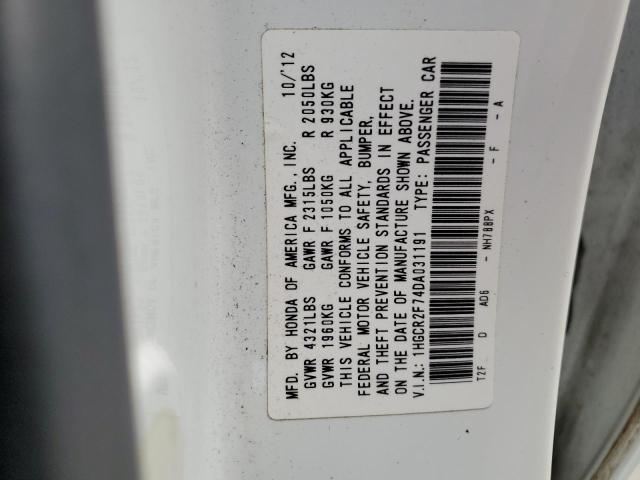 MFD. BY HONDA OF AMERICA MFG., INC. 10/'12
GVWR 4321LBS GAWR F 2315LBS R 2050LBS
GVWR 1960KG GAWR F 1050KG R 930KG
THIS VEHICLE CONFORMS TO ALL APPLICABLE
FEDERAL MOTOR VEHICLE SAFETY, BUMPER,
AND THEFT PREVENTION STANDARDS IN EFFECT
ON THE DATE OF MANUFACTURE SHOWN ABOVE.
V.I.N.: 1HGCR2F74DA031191 TYPE: PASSENGER CAR
T2F D AD6 - NH788PX - F - A